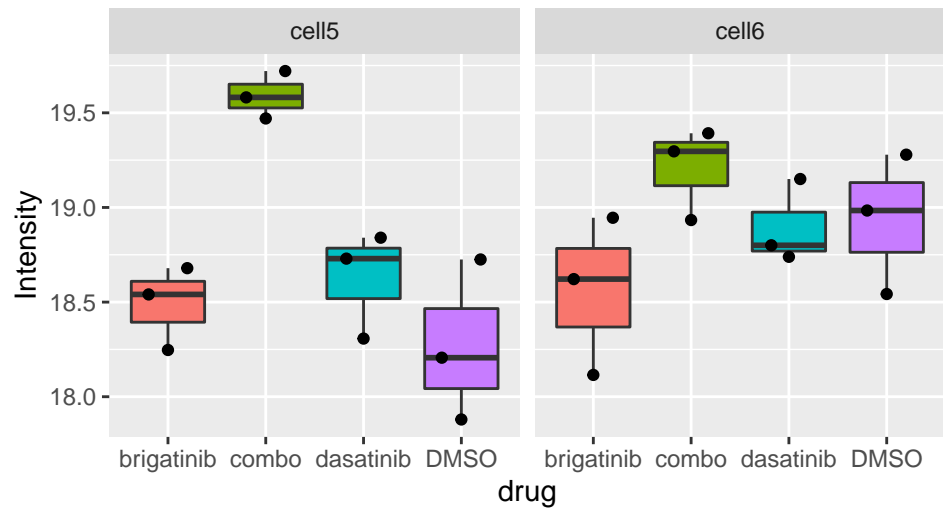 cell5 cell6
Intensity
19.5
19.0
18.5
18.0
brigatinib combo dasatinib DMSO brigatinib combo dasatinib DMSO
drug